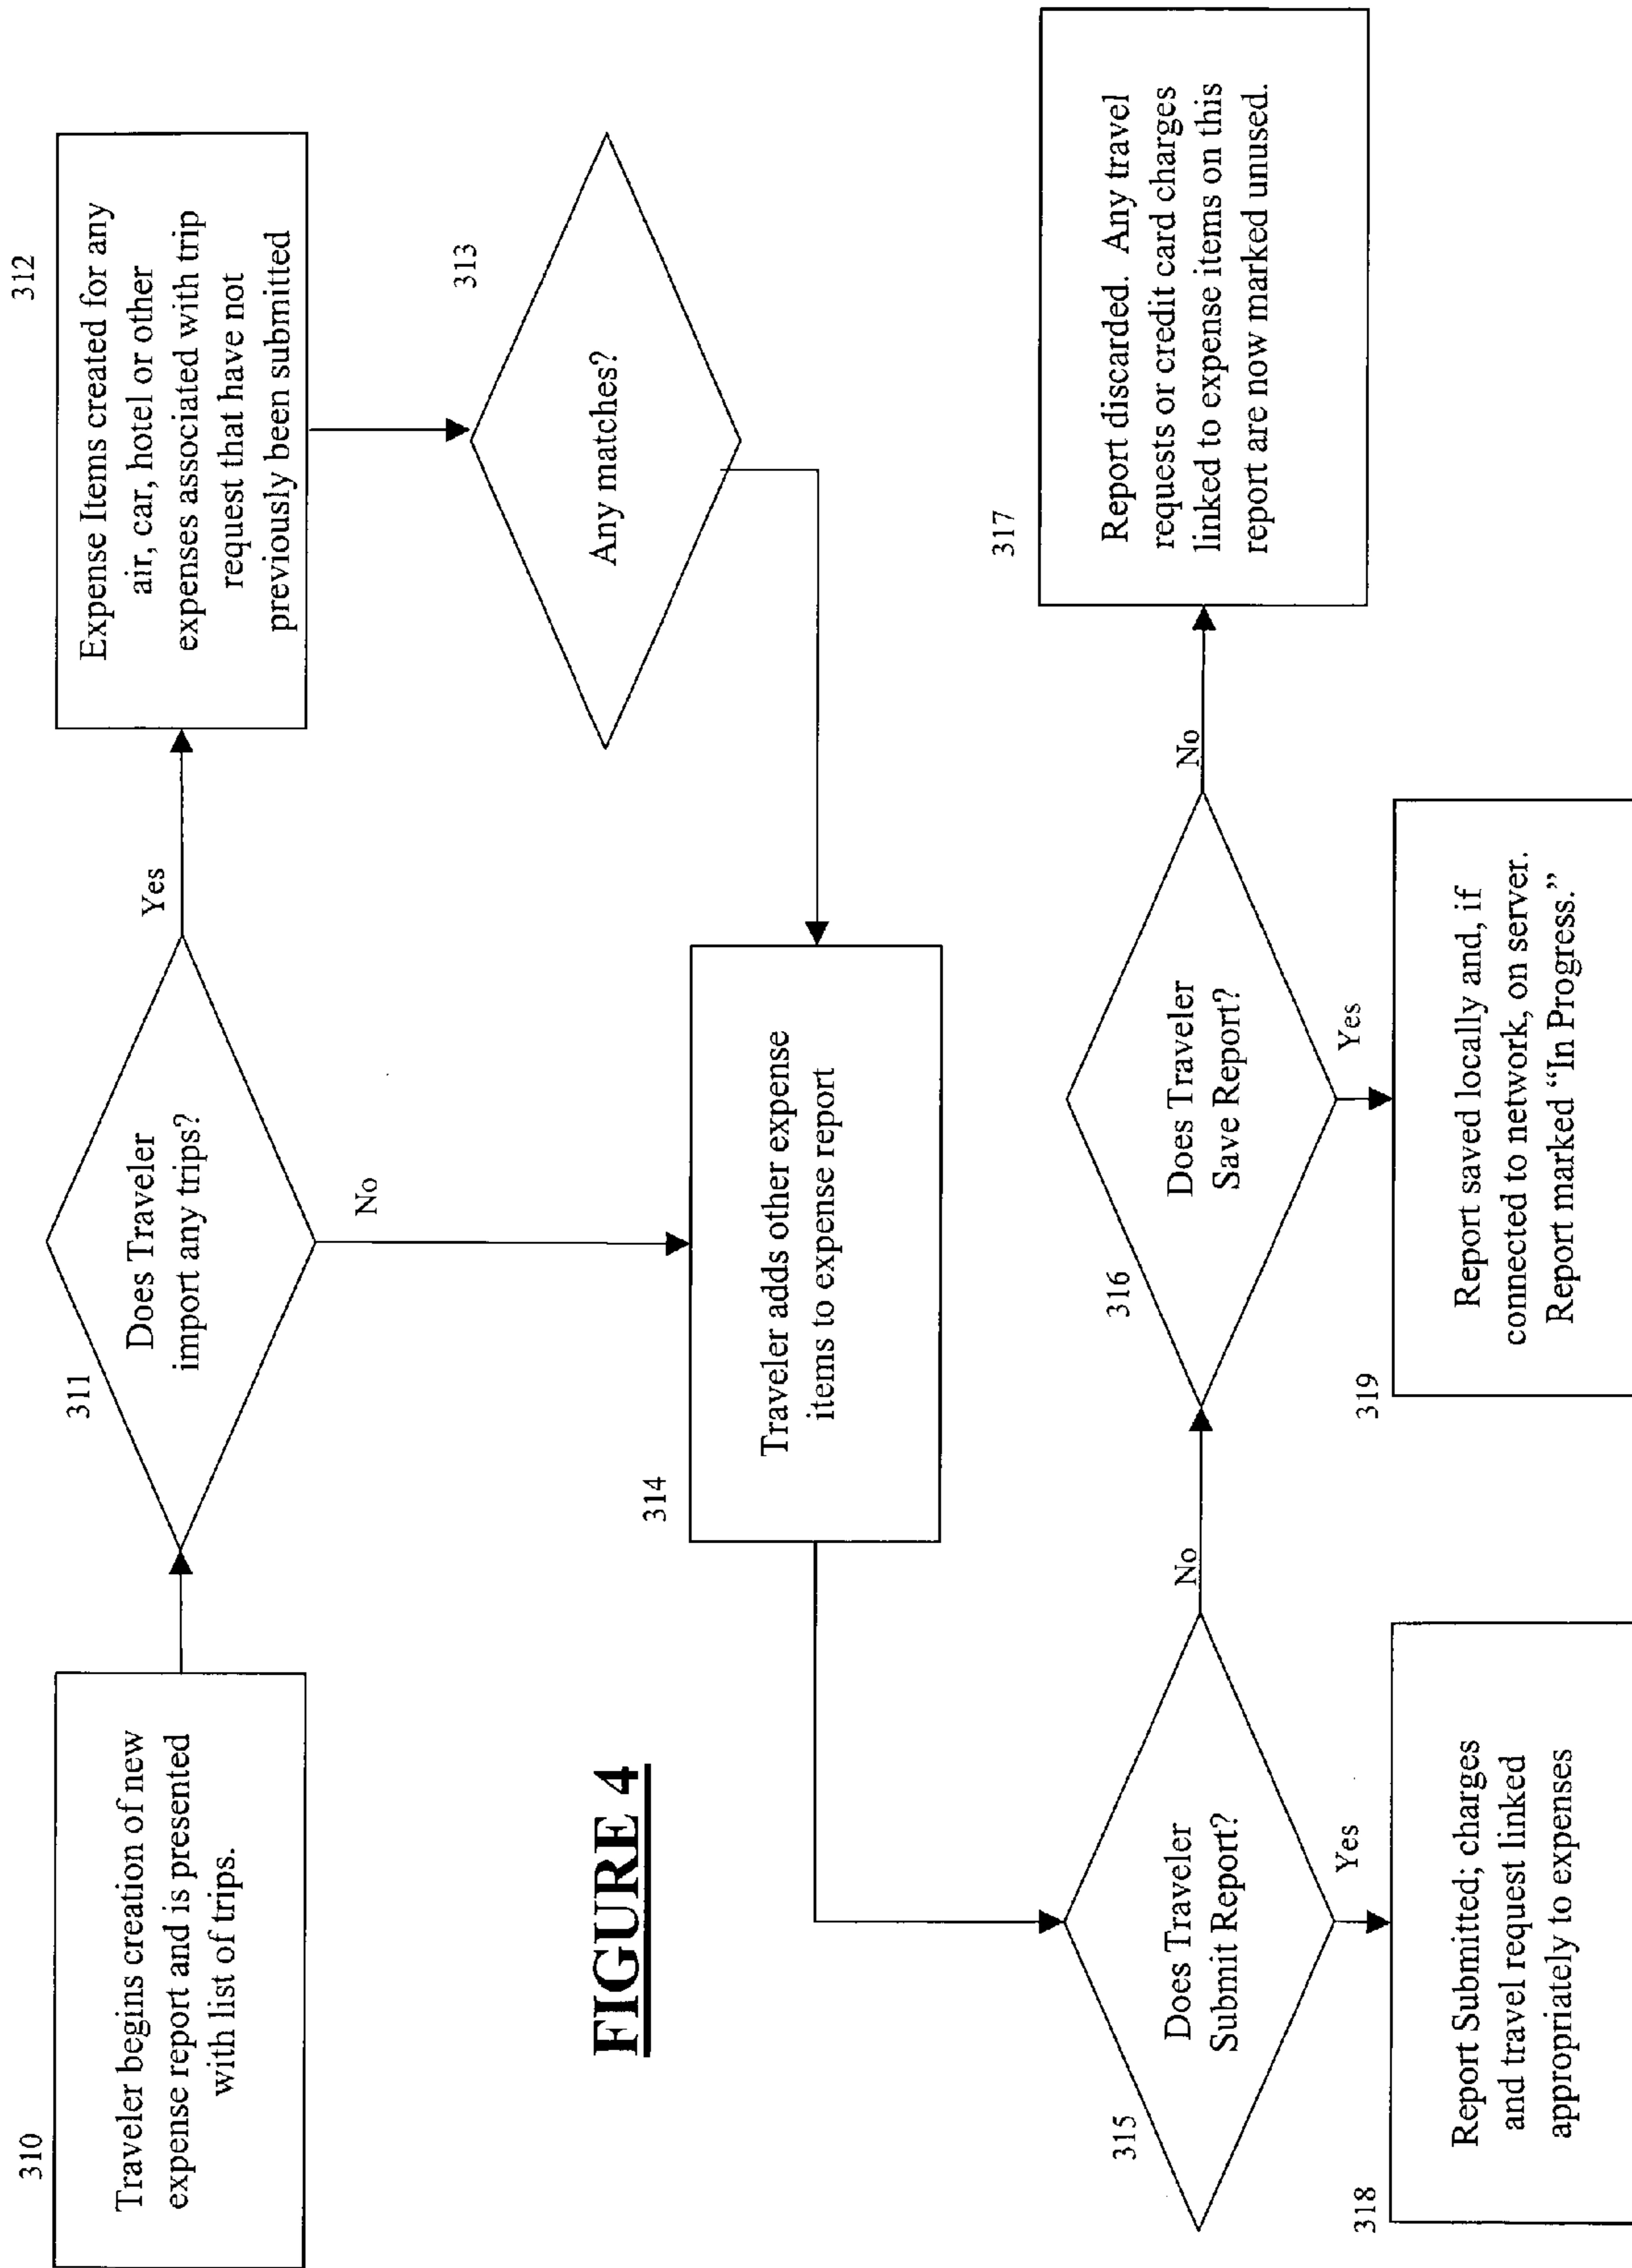 310
Traveler begins creation of new
expense report and is presented
with list of trips.
311
Does Traveler
import any trips?
Yes
No
312
Expense Items created for any
air, car, hotel or other
expenses associated with trip
request that have not
previously been submitted
313
Any matches?
314
Traveler adds other expense
items to expense report
FIGURE 4
315
Does Traveler
Submit Report?
No
Yes
316
Does Traveler
Save Report?
No
Yes
317
Report discarded. Any travel
requests or credit card charges
linked to expense items on this
report are now marked unused.
318
Report Submitted; charges
and travel request linked
appropriately to expenses
319
Report saved locally and, if
connected to network, on server.
Report marked “In Progress.”